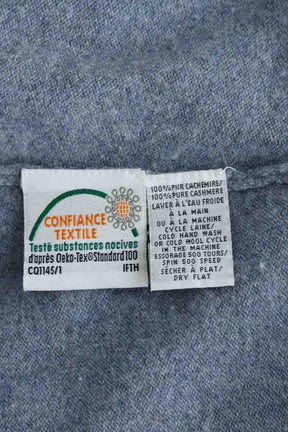 CONFIANCE
TEXTILE
Testé substances nocives
d'après Oeko-Tex®Standard100
CQ1145/1 IFTH
100% PUR CACHEMIRE/
100% PURE CASHMERE
LAVER À L'EAU FROIDE
À LA MAIN
OU À LA MACHINE
CYCLE LAINE/
COLD HAND WASH
OR COLD WOOL CYCLE
IN THE MACHINE
ESSORAGE 500 TOURS/
SPIN 500 SPEED
SÉCHER À PLAT/
DRY FLAT